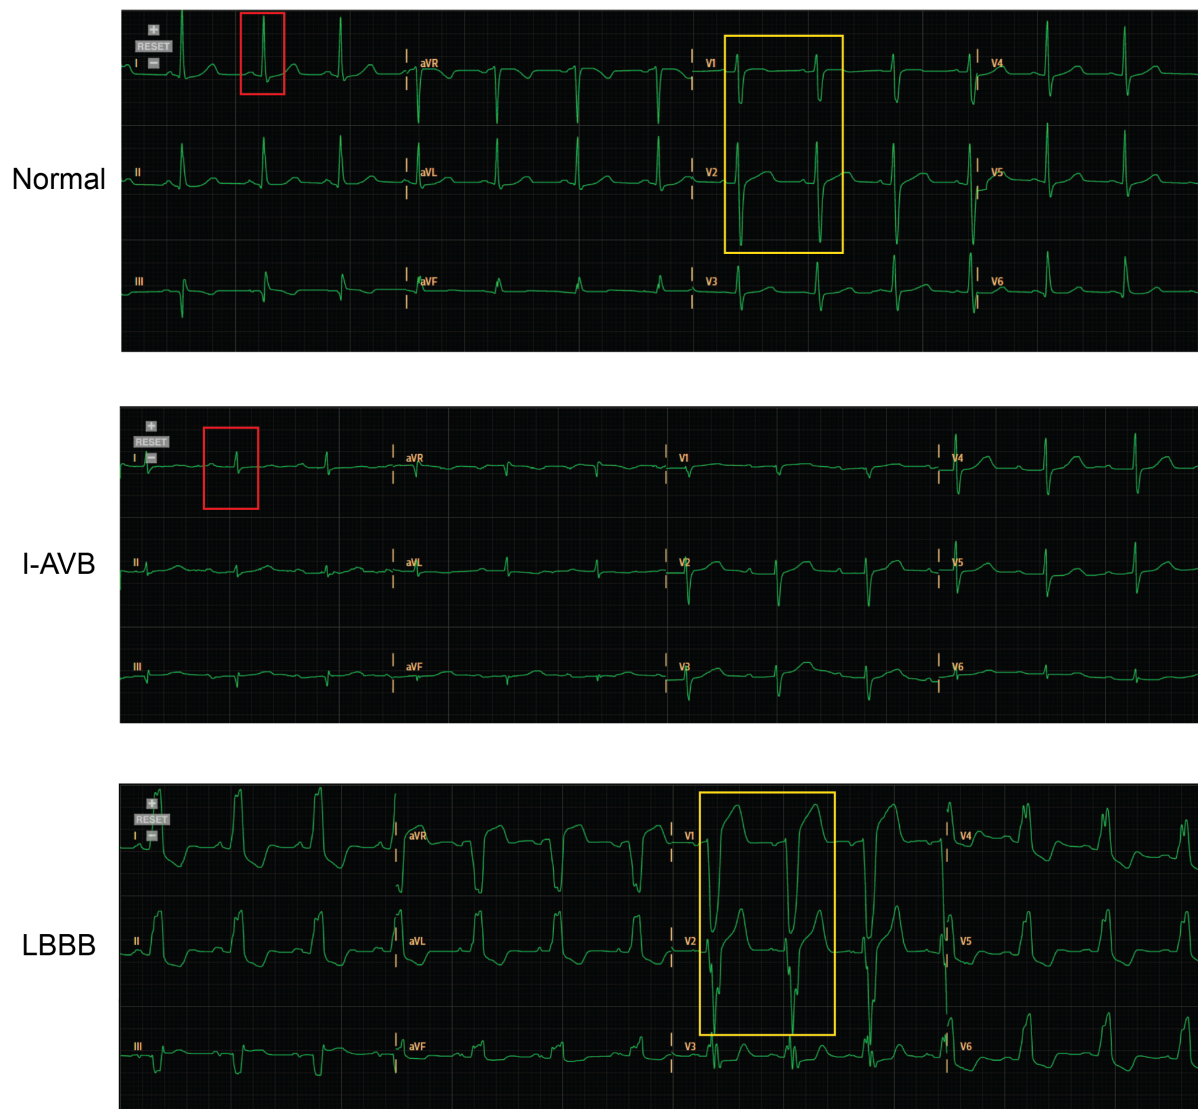 Normal
+
RESET
−
I
aVR
V1
V4
II
aVL
V2
V5
III
aVF
V3
V6
I-AVB
+
RESET
−
I
aVR
V1
V4
II
aVL
V2
V5
III
aVF
V3
V6
LBBB
+
RESET
−
I
aVR
V1
V4
II
aVL
V2
V5
III
aVF
V3
V6